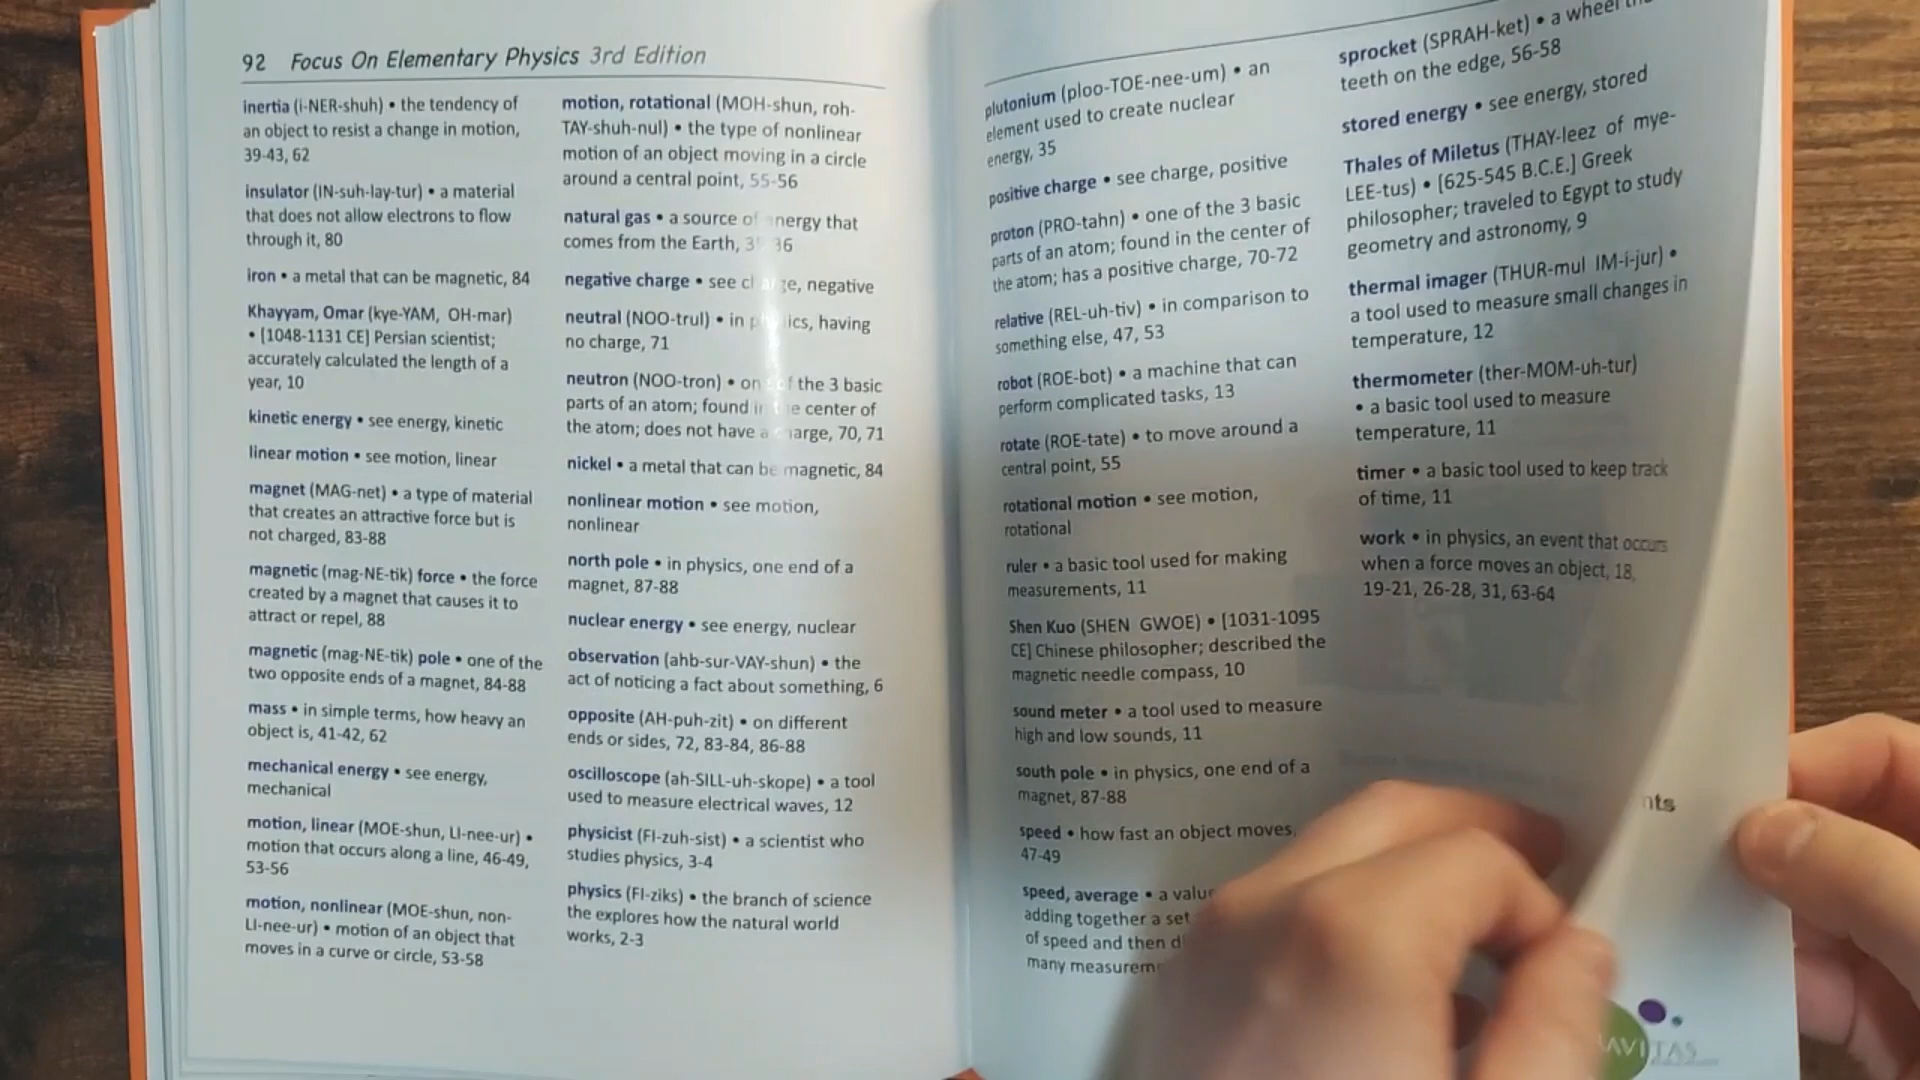 92 Focus On Elementary Physics 3rd Edition
inertia (i-NER-shuh) • the tendency of
an object to resist a change in motion,
39-43, 62
insulator (IN-suh-lay-tur) • a material
that does not allow electrons to flow
through it, 80
iron • a metal that can be magnetic, 84
Khayyam, Omar (kye-YAM, OH-mar)
• [1048-1131 CE] Persian scientist;
accurately calculated the length of a
year, 10
kinetic energy • see energy, kinetic
linear motion • see motion, linear
magnet (MAG-net) • a type of material
that creates an attractive force but is
not charged, 83-88
magnetic (mag-NE-tik) force • the force
created by a magnet that causes it to
attract or repel, 88
magnetic (mag-NE-tik) pole • one of the
two opposite ends of a magnet, 84-88
mass • in simple terms, how heavy an
object is, 41-42, 62
mechanical energy • see energy,
mechanical
motion, linear (MOE-shun, LI-nee-ur) •
motion that occurs along a line, 46-49,
53-56
motion, nonlinear (MOE-shun, non-
LI-nee-ur) • motion of an object that
moves in a curve or circle, 53-58
motion, rotational (MOH-shun, roh-
TAY-shuh-nul) • the type of nonlinear
motion of an object moving in a circle
around a central point, 55-56
natural gas • a source of energy that
comes from the Earth, 36
negative charge • see charge, negative
neutral (NOO-trul) • in physics, having
no charge, 71
neutron (NOO-tron) • one of the 3 basic
parts of an atom; found in the center of
the atom; does not have a charge, 70, 71
nickel • a metal that can be magnetic, 84
nonlinear motion • see motion,
nonlinear
north pole • in physics, one end of a
magnet, 87-88
nuclear energy • see energy, nuclear
observation (ahb-sur-VAY-shun) • the
act of noticing a fact about something, 6
opposite (AH-puh-zit) • on different
ends or sides, 72, 83-84, 86-88
oscilloscope (ah-SILL-uh-skope) • a tool
used to measure electrical waves, 12
physicist (FI-zuh-sist) • a scientist who
studies physics, 3-4
physics (FI-ziks) • the branch of science
the explores how the natural world
works, 2-3
plutonium (ploo-TOE-nee-um) • an
element used to create nuclear
energy, 35
positive charge • see charge, positive
proton (PRO-tahn) • one of the 3 basic
parts of an atom; found in the center of
the atom; has a positive charge, 70-72
relative (REL-uh-tiv) • in comparison to
something else, 47, 53
robot (ROE-bot) • a machine that can
perform complicated tasks, 13
rotate (ROE-tate) • to move around a
central point, 55
rotational motion • see motion,
rotational
ruler • a basic tool used for making
measurements, 11
Shen Kuo (SHEN GWOE) • [1031-1095
CE] Chinese philosopher; described the
magnetic needle compass, 10
sound meter • a tool used to measure
high and low sounds, 11
south pole • in physics, one end of a
magnet, 87-88
speed • how fast an object moves,
47-49
speed, average • a value
adding together a set
of speed and then
many
sprocket (SPRAH-ket) • a wheel
teeth on the edge, 56-58
stored energy • see energy, stored
Thales of Miletus (THAY-leez of mye-
LEE-tus) • [625-545 B.C.E.] Greek
philosopher; traveled to Egypt to study
geometry and astronomy, 9
thermal imager (THUR-mul IM-i-jur) •
a tool used to measure small changes in
temperature, 12
thermometer (ther-MOM-uh-tur)
• a basic tool used to measure
temperature, 11
timer • a basic tool used to keep track
of time, 11
work • in physics, an event that occurs
when a force moves an object, 18,
19-21, 26-28, 31, 63-64